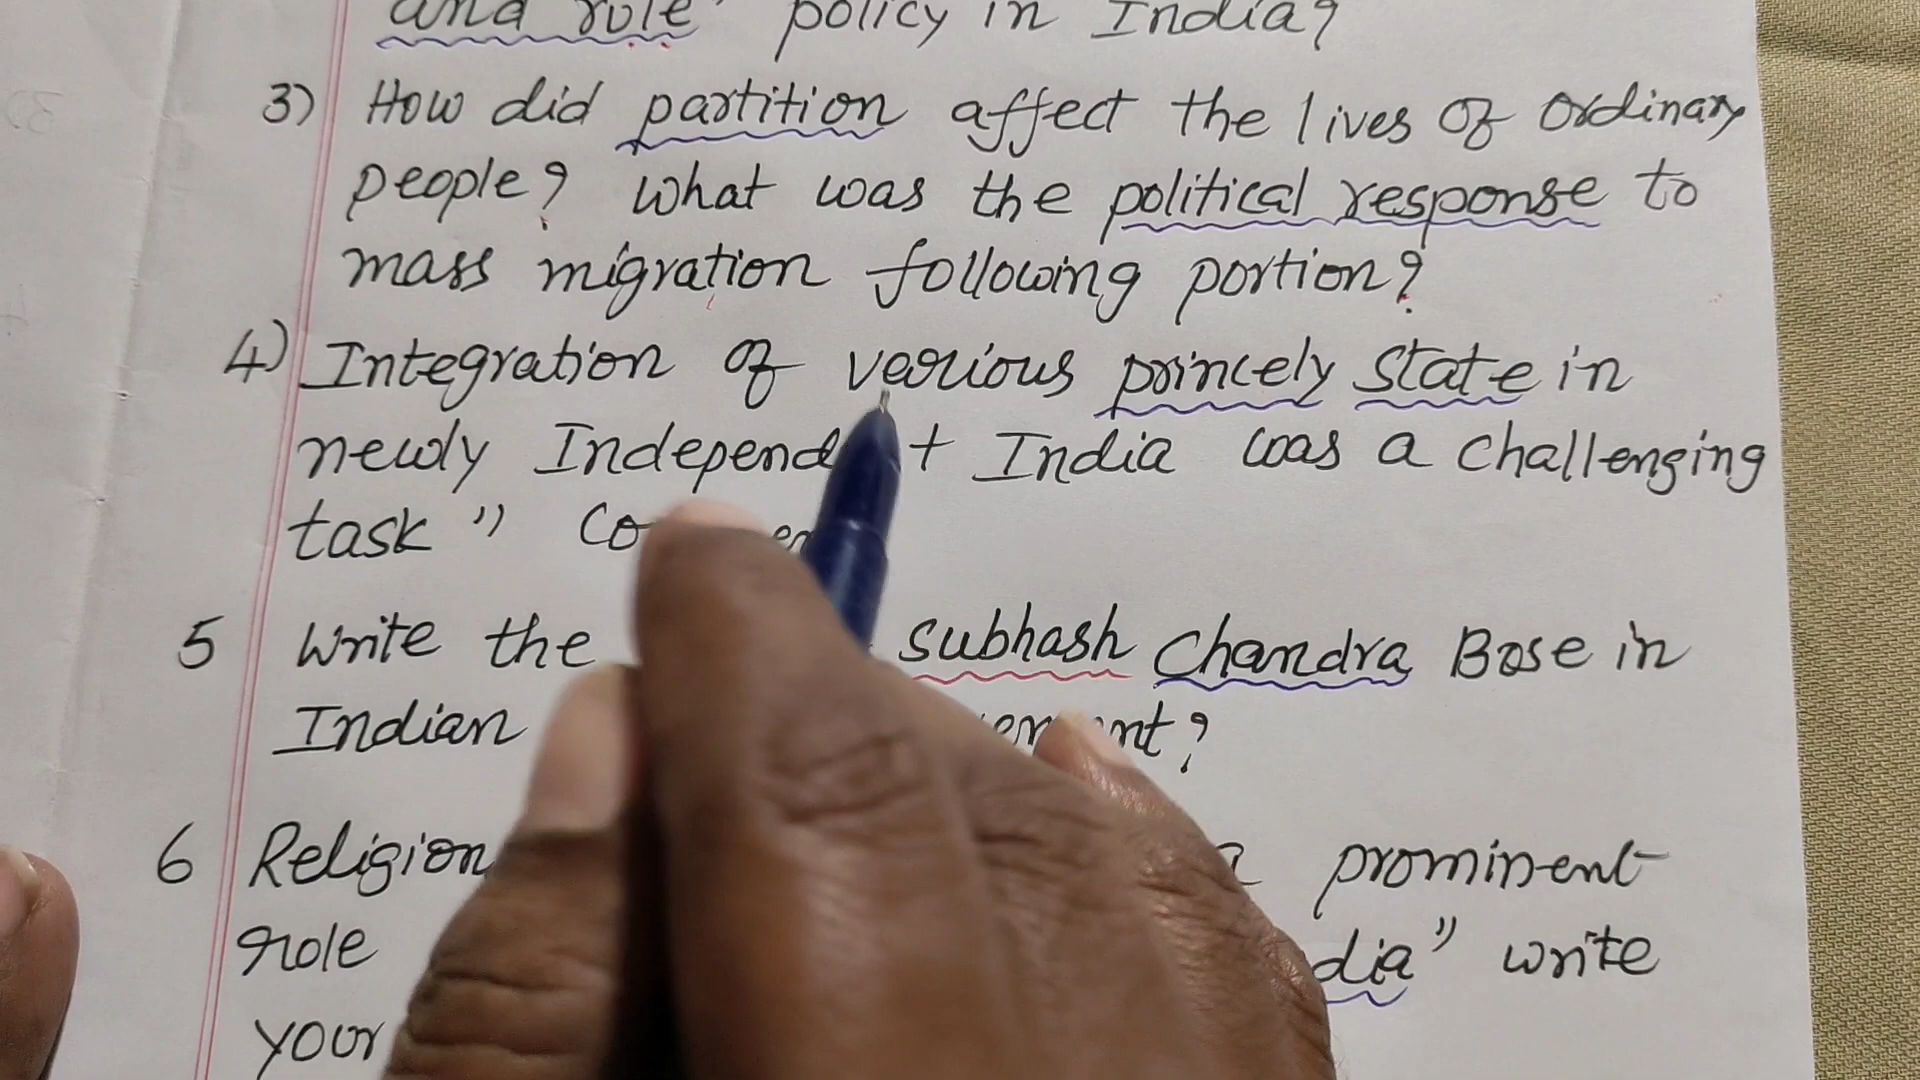 and role" policy in India?
3) How did partition affect the lives of ordinary
people? What was the political response to
mass migration following portion?
4) Integration of various princely state in
newly Independ t India was a challenging
task"
5 Write the subhash Chandra Bose in
Indian
6 Religion a prominent
role dia" write
your